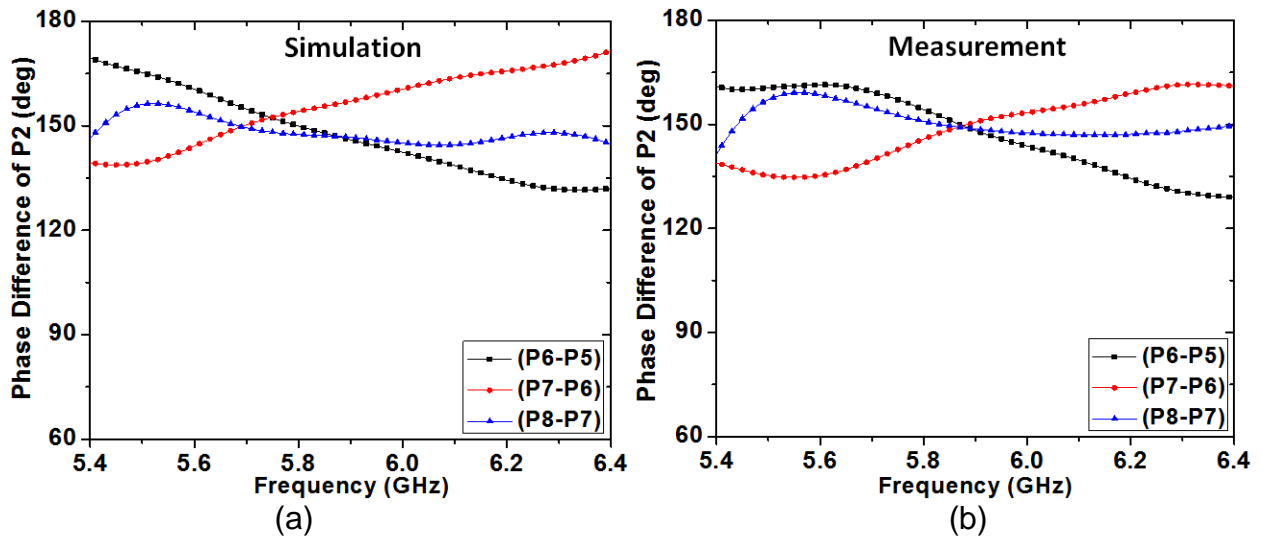 Simulation
Phase Difference of P2 (deg)
180
150
120
90
60
(P6-P5)
(P7-P6)
(P8-P7)
5.4 5.6 5.8 6.0 6.2 6.4
Frequency (GHz)
(a)
Measurement
Phase Difference of P2 (deg)
180
150
120
90
60
(P6-P5)
(P7-P6)
(P8-P7)
5.4 5.6 5.8 6.0 6.2 6.4
Frequency (GHz)
(b)